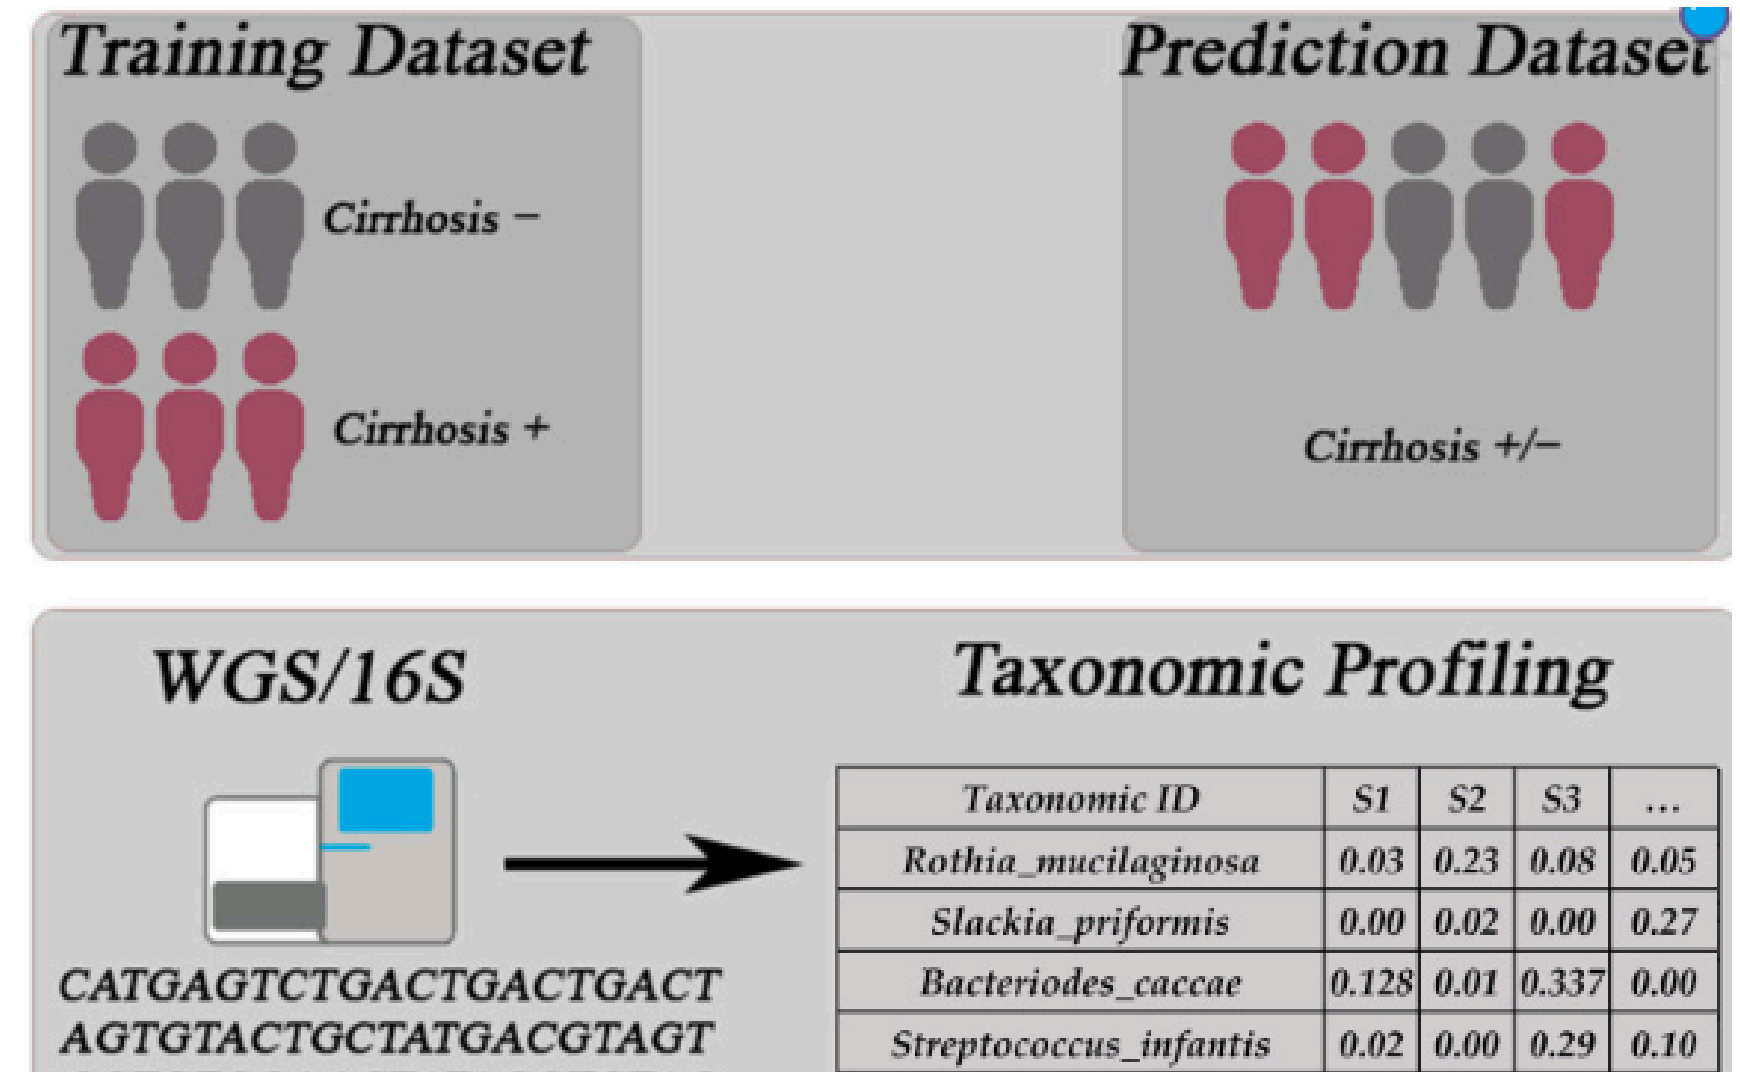 Training Dataset
Cirrhosis −
Cirrhosis +
Prediction Dataset
Cirrhosis +/−
WGS/16S
CATGAGTCTGACTGACTGACT
AGTGTACTGCTATGACGTAGT
Taxonomic Profiling
Taxonomic ID S1 S2 S3 ...
Rothia_mucilaginosa 0.03 0.23 0.08 0.05
Slackia_priformis 0.00 0.02 0.00 0.27
Bacteriodes_caccae 0.128 0.01 0.337 0.00
Streptococcus_infantis 0.02 0.00 0.29 0.10